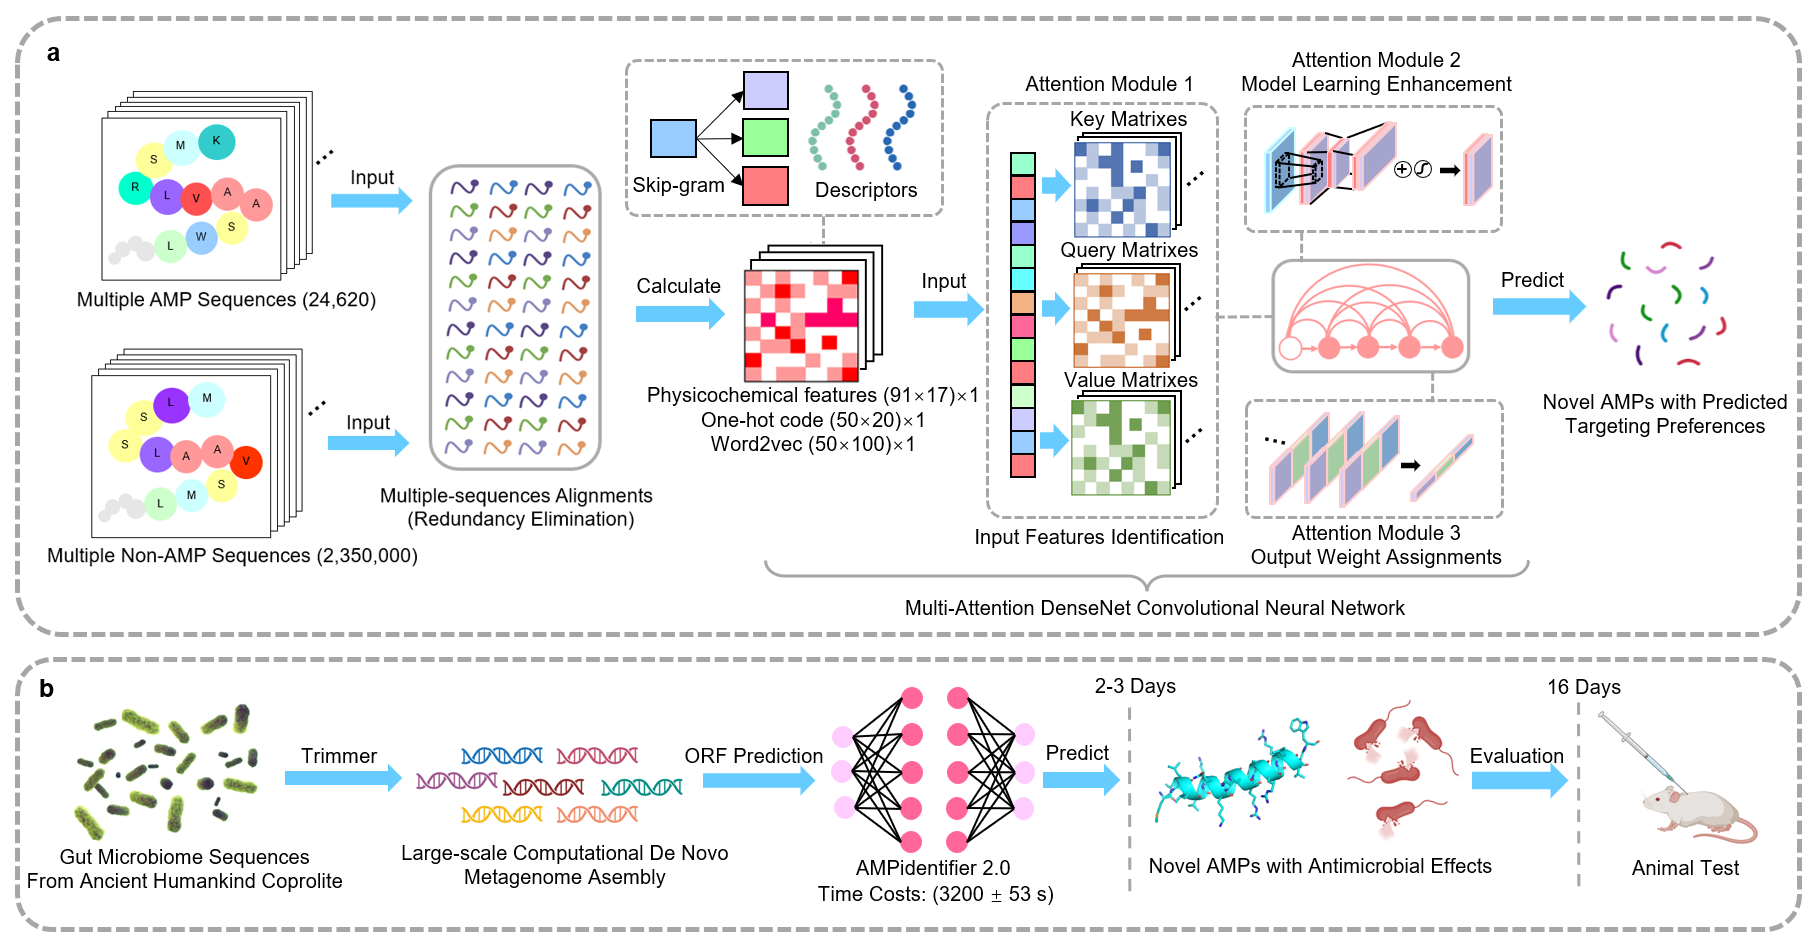 a
S
M
K
R
L
V
A
A
S
W
L
Multiple AMP Sequences (24,620)
Input
S
L
M
S
L
A
A
V
S
M
L
Multiple Non-AMP Sequences (2,350,000)
Input
Multiple-sequences Alignments
(Redundancy Elimination)
Skip-gram
Descriptors
Calculate
Physicochemical features (91×17)×1
One-hot code (50×20)×1
Word2vec (50×100)×1
Input
Attention Module 1
Key Matrixes
Query Matrixes
Value Matrixes
Input Features Identification
Attention Module 2
Model Learning Enhancement
Attention Module 3
Output Weight Assignments
Multi-Attention DenseNet Convolutional Neural Network
Predict
Novel AMPs with Predicted
Targeting Preferences
b
Gut Microbiome Sequences
From Ancient Humankind Coprolite
Trimmer
Large-scale Computational De Novo
Metagenome Asembly
ORF Prediction
AMPidentifier 2.0
Time Costs: (3200 ± 53 s)
Predict
2-3 Days
Novel AMPs with Antimicrobial Effects
Evaluation
16 Days
Animal Test